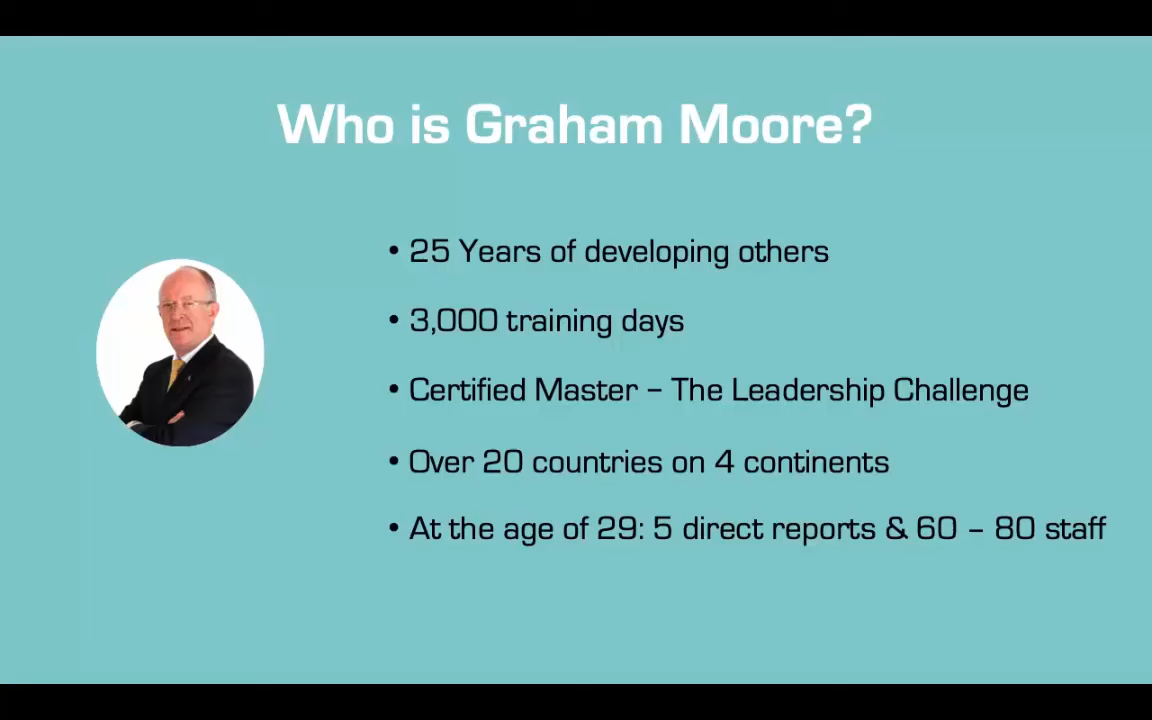 Who is Graham Moore?
• 25 Years of developing others
• 3,000 training days
• Certified Master – The Leadership Challenge
• Over 20 countries on 4 continents
• At the age of 29: 5 direct reports & 60 – 80 staff